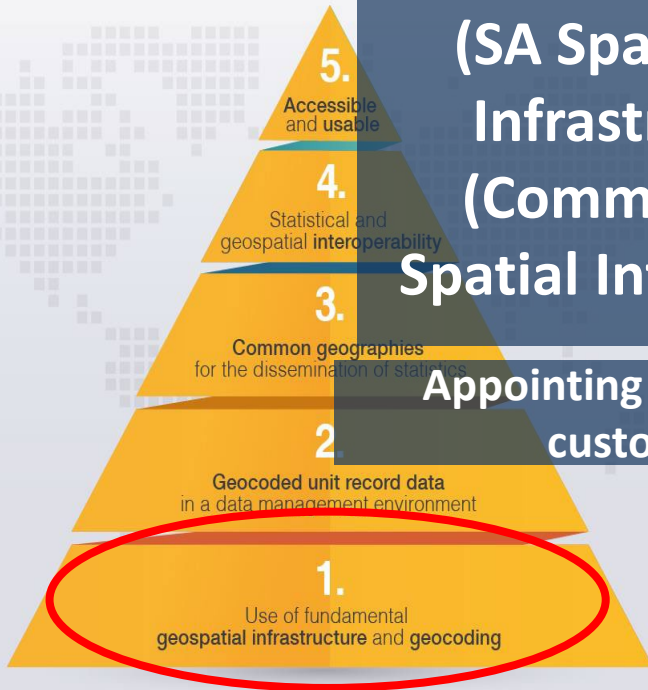 5.
Accessible
and usable
4.
Statistical and
geospatial interoperability
3.
Common geographies
for the dissemination of statistics
2.
Geocoded unit record data
in a data management environment
1.
Use of fundamental
geospatial infrastructure and geocoding
(SA Spa
Infrast
(Comm
Spatial In
Appointing
custo